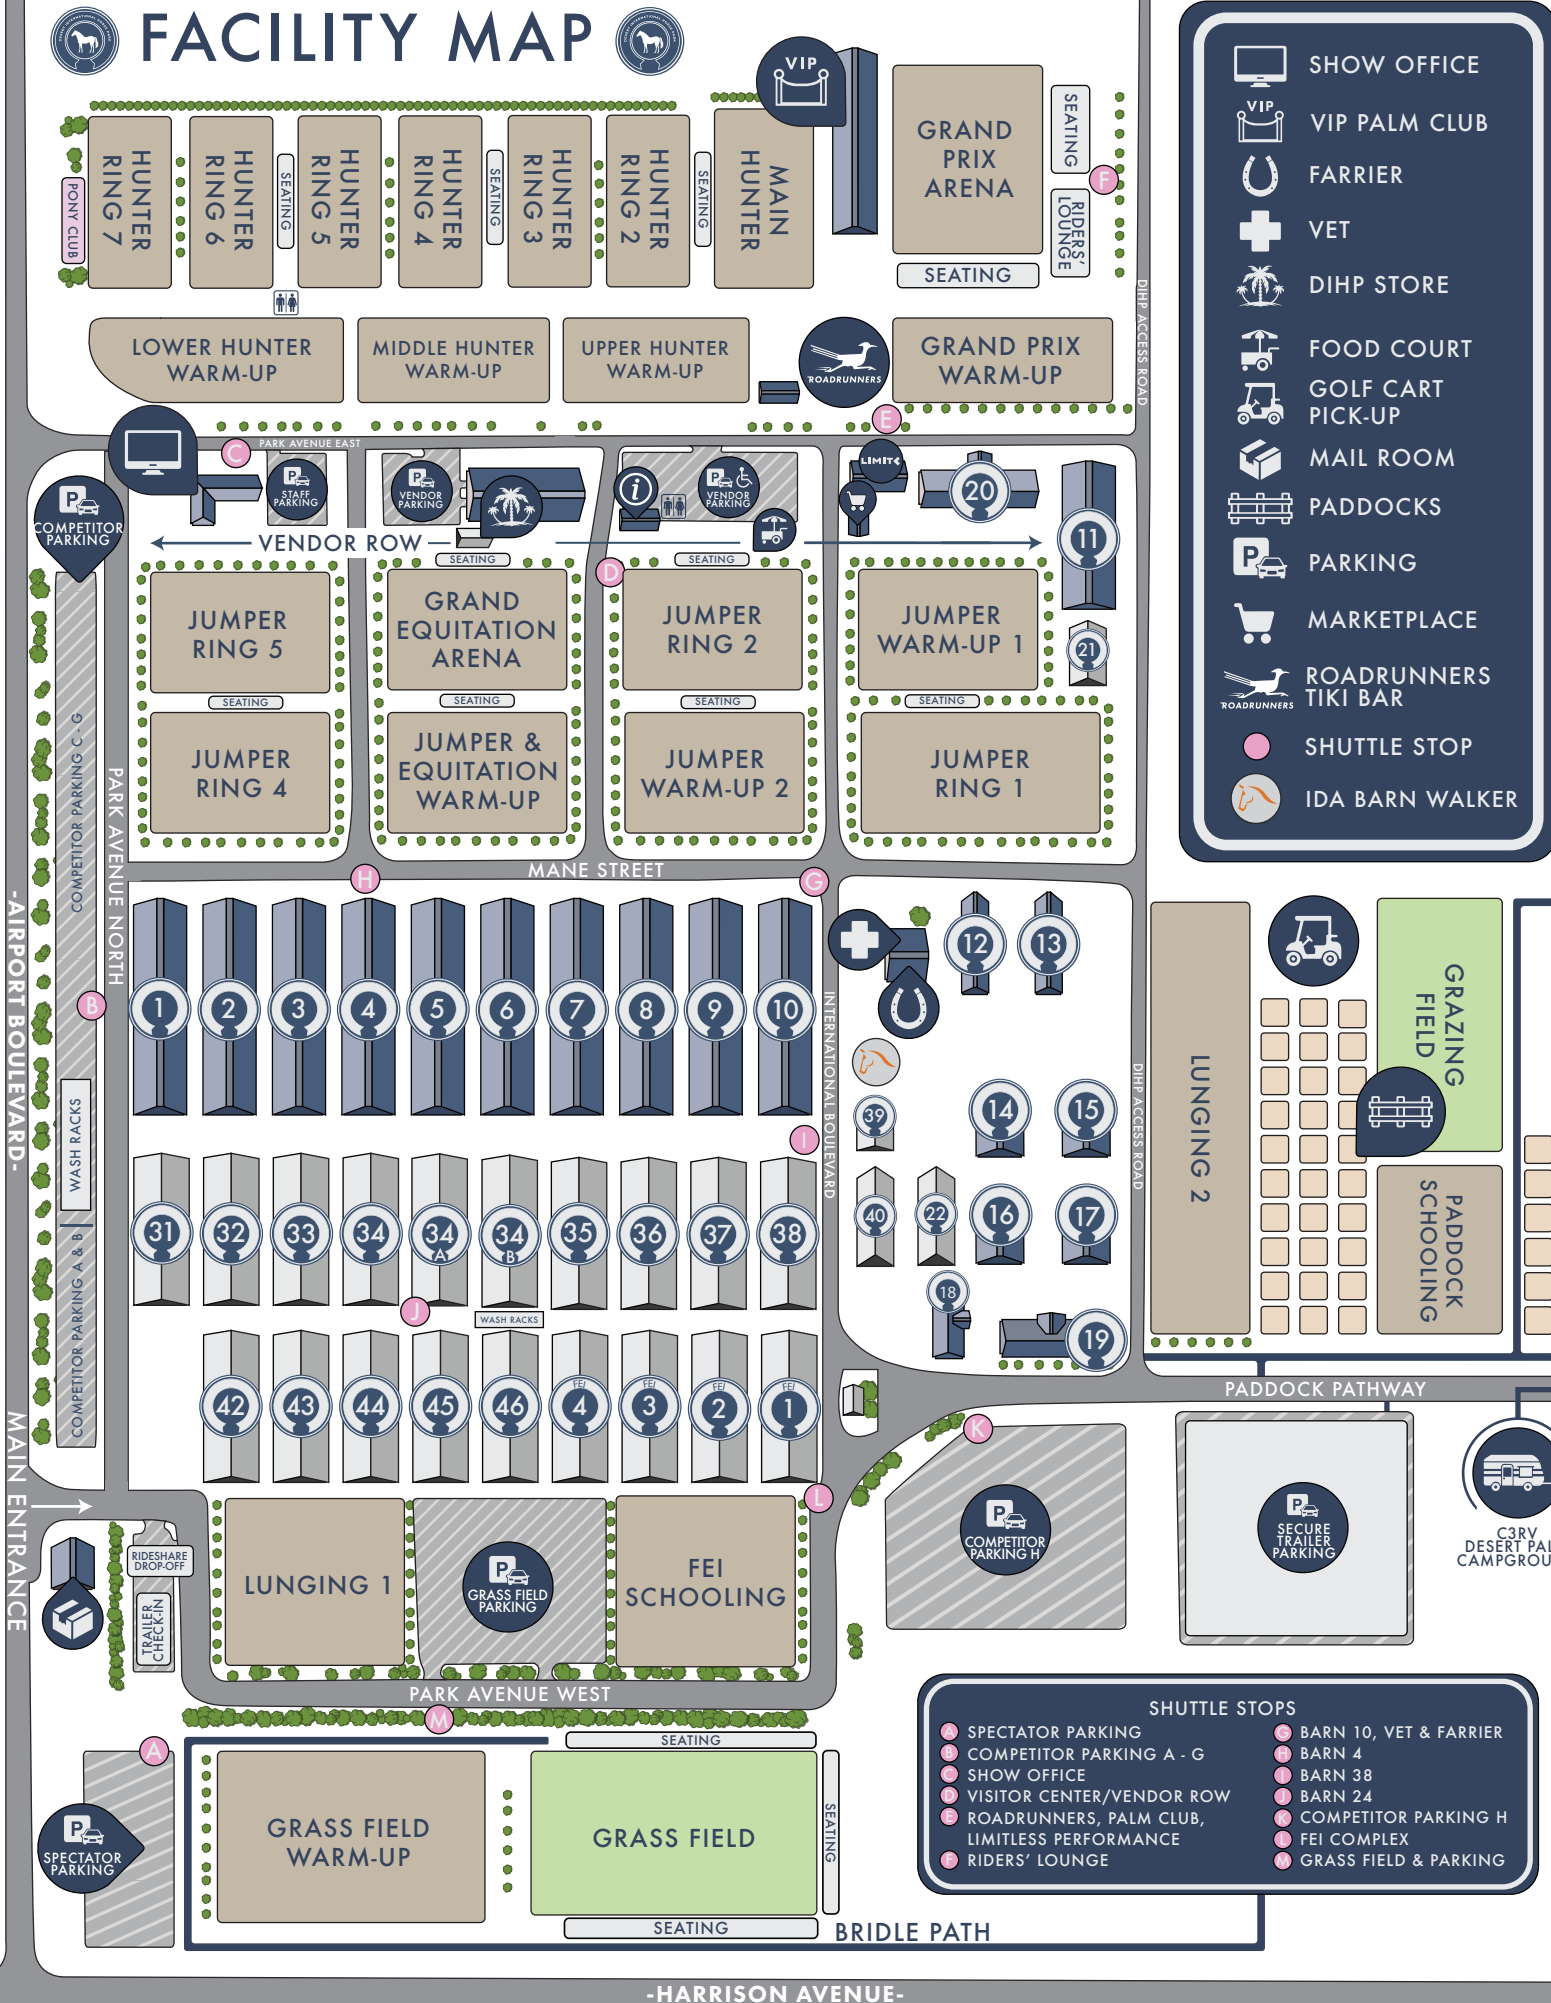 FACILITY MAP
VIP
SHOW OFFICE
VIP
VIP PALM CLUB
FARRIER
VET
DIHP STORE
FOOD COURT
GOLF CART
PICK-UP
MAIL ROOM
PADDOCKS
P
PARKING
MARKETPLACE
ROADRUNNERS
TIKI BAR
ROADRUNNERS
SHUTTLE STOP
IDA BARN WALKER
PONY CLUB
HUNTER
RING 7
HUNTER
RING 6
SEATING
HUNTER
RING 5
HUNTER
RING 4
SEATING
HUNTER
RING 3
HUNTER
RING 2
SEATING
MAIN
HUNTER
GRAND
PRIX
ARENA
SEATING
F
RIDERS'
LOUNGE
SEATING
DIHP ACCESS ROAD
LOWER HUNTER
WARM-UP
MIDDLE HUNTER
WARM-UP
UPPER HUNTER
WARM-UP
ROADRUNNERS
GRAND PRIX
WARM-UP
E
C
PARK AVENUE EAST
P
COMPETITOR
PARKING
P
STAFF
PARKING
P
VENDOR
PARKING
i
P
VENDOR
PARKING
LIMIT
20
11
VENDOR ROW
SEATING
D
SEATING
JUMPER
RING 5
GRAND
EQUITATION
ARENA
JUMPER
RING 2
JUMPER
WARM-UP 1
21
SEATING
SEATING
SEATING
SEATING
JUMPER
RING 4
JUMPER &
EQUITATION
WARM-UP
JUMPER
WARM-UP 2
JUMPER
RING 1
COMPETITOR PARKING C - G
PARK AVENUE NORTH
-AIRPORT BOULEVARD-
MANE STREET
H
G
B
1
2
3
4
5
6
7
8
9
10
INTERNATIONAL BOULEVARD
12
13
DIHP ACCESS ROAD
LUNGING 2
GRAZING
FIELD
PADDOCK
SCHOOLING
WASH RACKS
COMPETITOR PARKING A & B
I
39
14
15
31
32
33
34
34
A
34
B
35
36
37
38
40
22
16
17
J
WASH RACKS
18
19
42
43
44
45
46
FEI
4
FEI
3
FEI
2
FEI
1
PADDOCK PATHWAY
K
L
MAIN ENTRANCE
RIDESHARE
DROP-OFF
TRAILER
CHECK-IN
LUNGING 1
P
GRASS FIELD
PARKING
FEI
SCHOOLING
P
COMPETITOR
PARKING H
P
SECURE
TRAILER
PARKING
C3RV
DESERT PAL
CAMPGROU
PARK AVENUE WEST
M
A
P
SPECTATOR
PARKING
SEATING
GRASS FIELD
WARM-UP
GRASS FIELD
SEATING
SEATING
BRIDLE PATH
SHUTTLE STOPS
A SPECTATOR PARKING
B COMPETITOR PARKING A - G
C SHOW OFFICE
D VISITOR CENTER/VENDOR ROW
E ROADRUNNERS, PALM CLUB,
LIMITLESS PERFORMANCE
F RIDERS' LOUNGE
G BARN 10, VET & FARRIER
H BARN 4
I BARN 38
J BARN 24
K COMPETITOR PARKING H
L FEI COMPLEX
M GRASS FIELD & PARKING
-HARRISON AVENUE-